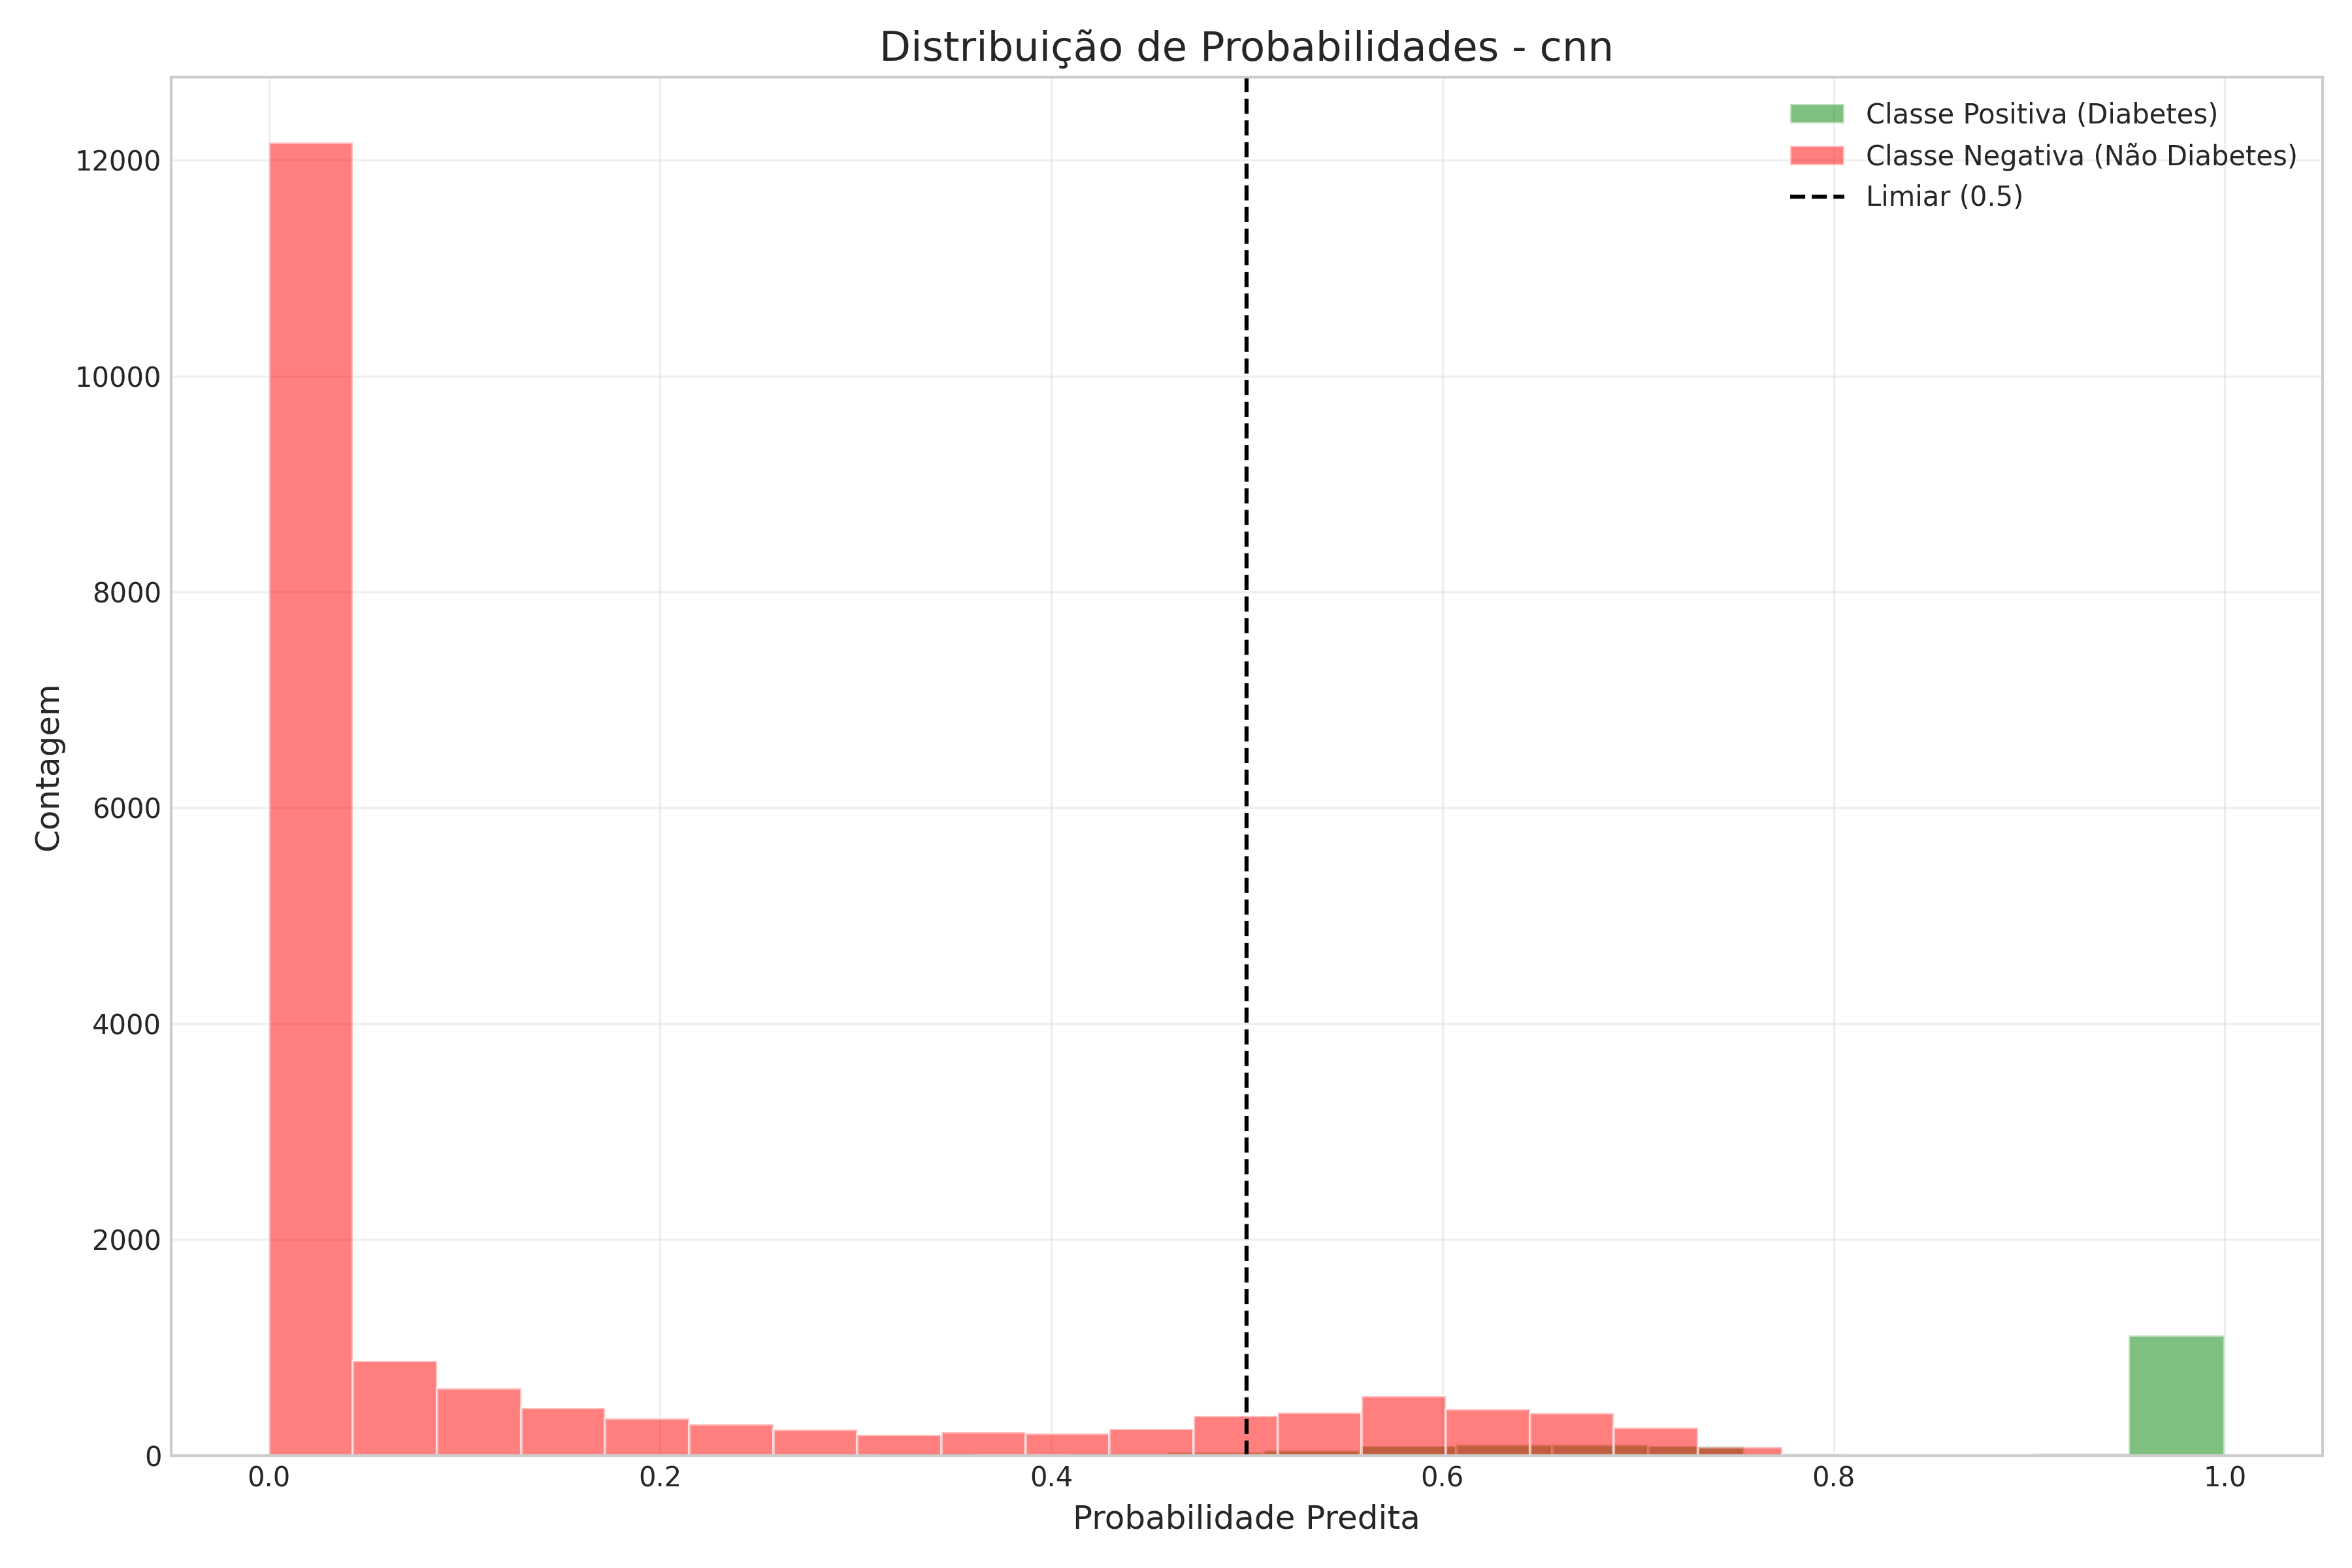 Distribuição de Probabilidades - cnn
Classe Positiva (Diabetes)
Classe Negativa (Não Diabetes)
Limiar (0.5)
Contagem
12000
10000
8000
6000
4000
2000
0
0.0 0.2 0.4 0.6 0.8 1.0
Probabilidade Predita